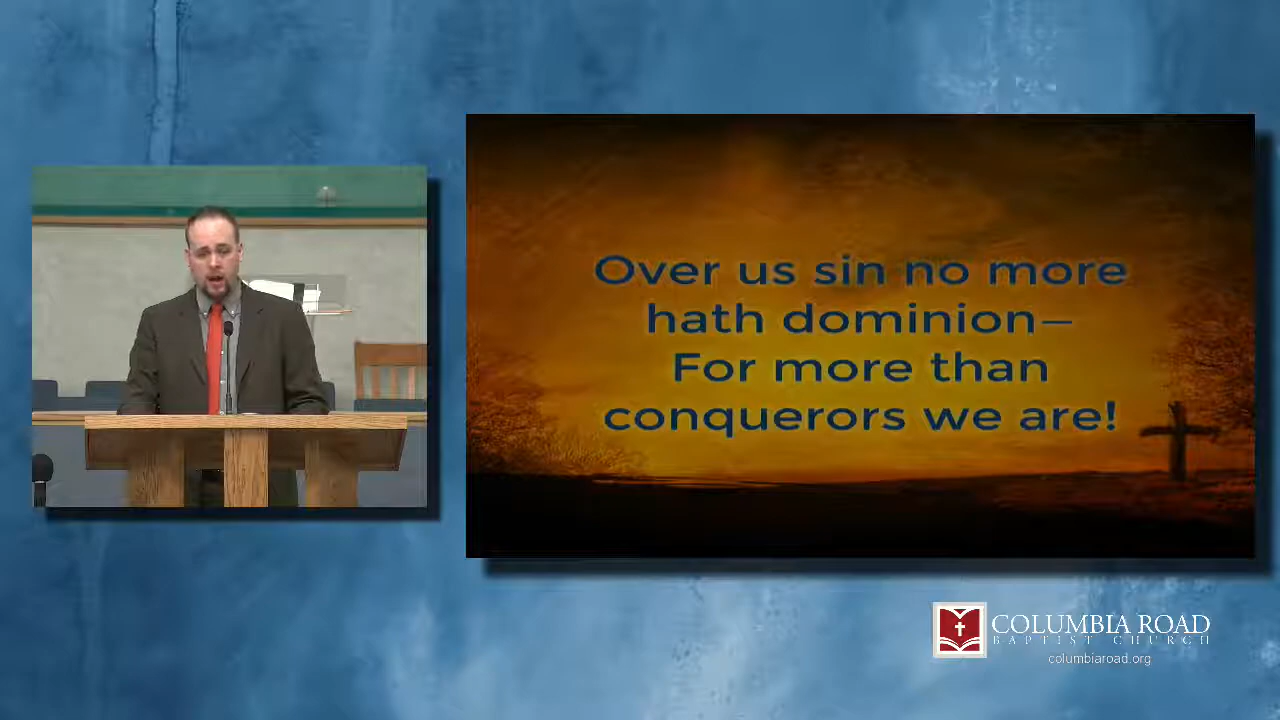 Over us sin no more
hath dominion—
For more than
conquerors we are!
COLUMBIA ROAD
BAPTIST CHURCH
columbiaroad.org